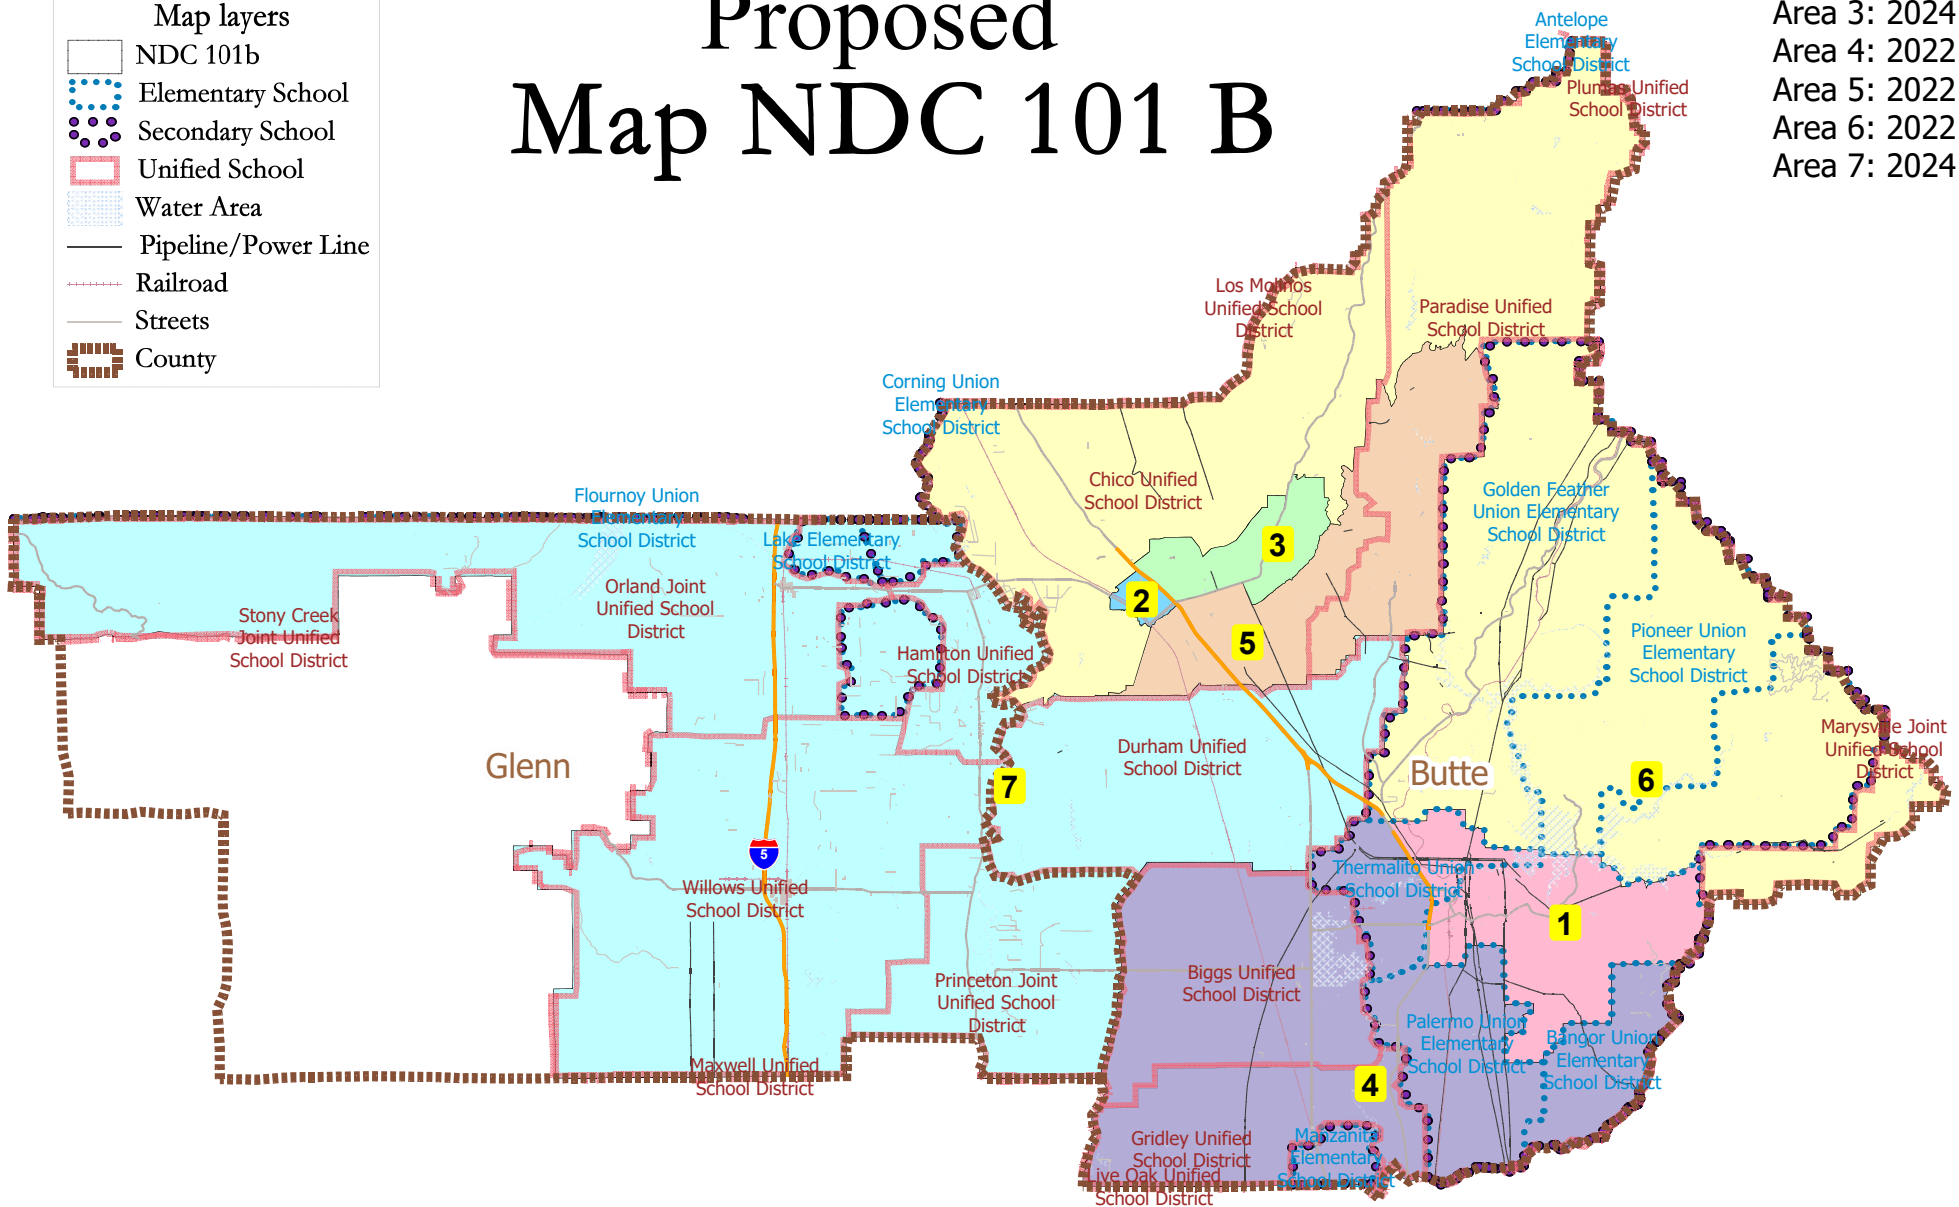 Map layers
NDC 101b
Elementary School
Secondary School
Unified School
Water Area
Pipeline/Power Line
Railroad
Streets
County
Proposed
Map NDC 101 B
Area 3: 2024
Area 4: 2022
Area 5: 2022
Area 6: 2022
Area 7: 2024
Antelope
Elementary
School District
Plumas Unified
School District
Los Molinos
Unified School
District
Paradise Unified
School District
Corning Union
Elementary
School District
Chico Unified
School District
Golden Feather
Union Elementary
School District
Flournoy Union
Elementary
School District
Lake Elementary
School District
3
Orland Joint
Unified School
District
2
Stony Creek
Joint Unified
School District
5
Pioneer Union
Elementary
School District
Hamilton Unified
School District
Marysville Joint
Unified School
District
Durham Unified
School District
Glenn
Butte
7
6
5
Thermalito Union
School District
Willows Unified
School District
1
Biggs Unified
School District
Princeton Joint
Unified School
District
Palermo Union
Elementary
School District
Bangor Union
Elementary
School District
Maxwell Unified
School District
4
Gridley Unified
School District
Manzanita
Elementary
School District
Live Oak Unified
School District